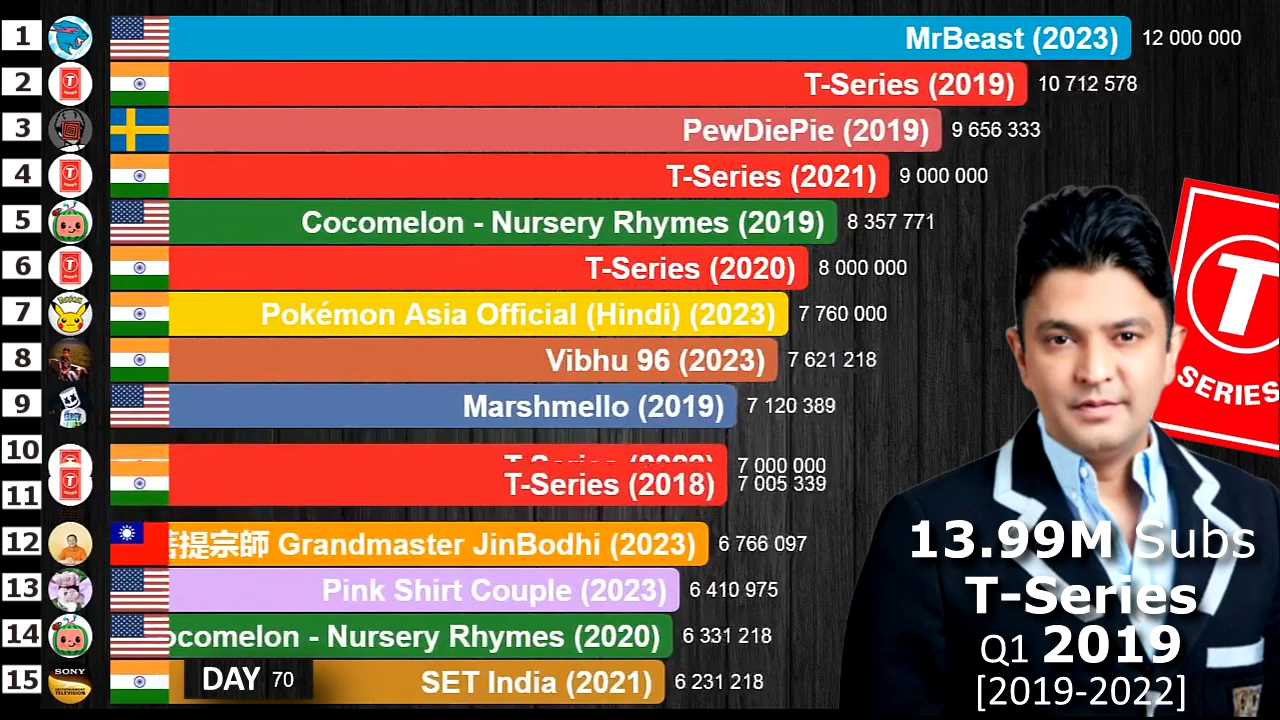 1 MrBeast (2023) 12 000 000
2 T-Series (2019) 10 712 578
3 PewDiePie (2019) 9 656 333
4 T-Series (2021) 9 000 000
5 Cocomelon - Nursery Rhymes (2019) 8 357 771
6 T-Series (2020) 8 000 000
7 Pokémon Asia Official (Hindi) (2023) 7 760 000
8 Vibhu 96 (2023) 7 621 218
9 Marshmello (2019) 7 120 389
10 7 000 000
11 T-Series (2018) 7 005 339
12 提宗師 Grandmaster JinBodhi (2023) 6 766 097
13 Pink Shirt Couple (2023) 6 410 975
14 ocomelon - Nursery Rhymes (2020) 6 331 218
15 SET India (2021) 6 231 218
DAY 70
T
SERIES
13.99M Subs
T-Series
Q1 2019
[2019-2022]
SONY